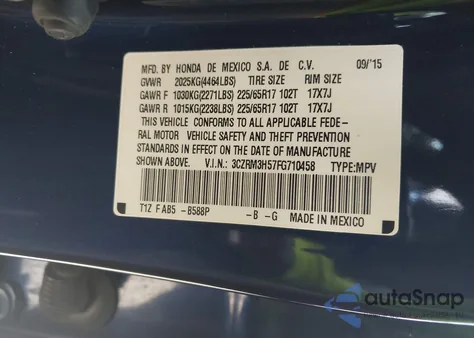 MFD. BY HONDA DE MEXICO S.A. DE C.V. 09/'15
GVWR 2025KG(4464LBS) TIRE SIZE RIM SIZE
GAWR F 1030KG(2271LBS) 225/65R17 102T 17X7J
GAWR R 1015KG(2238LBS) 225/65R17 102T 17X7J
THIS VEHICLE CONFORMS TO ALL APPLICABLE FEDE-
RAL MOTOR VEHICLE SAFETY AND THEFT PREVENTION
STANDARDS IN EFFECT ON THE DATE OF MANUFACTURE
SHOWN ABOVE. V.I.N.: 3CZRM3H57FG710458 TYPE:MPV
T1Z F AB5 -B588P -B -G MADE IN MEXICO
autoSnap